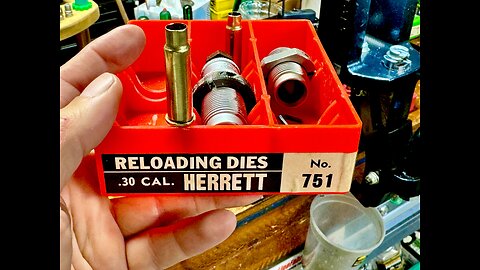 RELOADING DIES
.30 CAL. HERRETT
No.
751